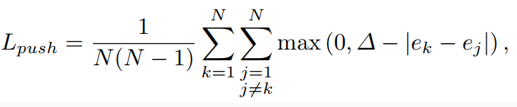 L_{push} = \frac{1}{N(N-1)} \sum_{k=1}^{N} \sum_{\substack{j=1 \\ j \neq k}}^{N} \max (0, \Delta - |e_k - e_j|) ,